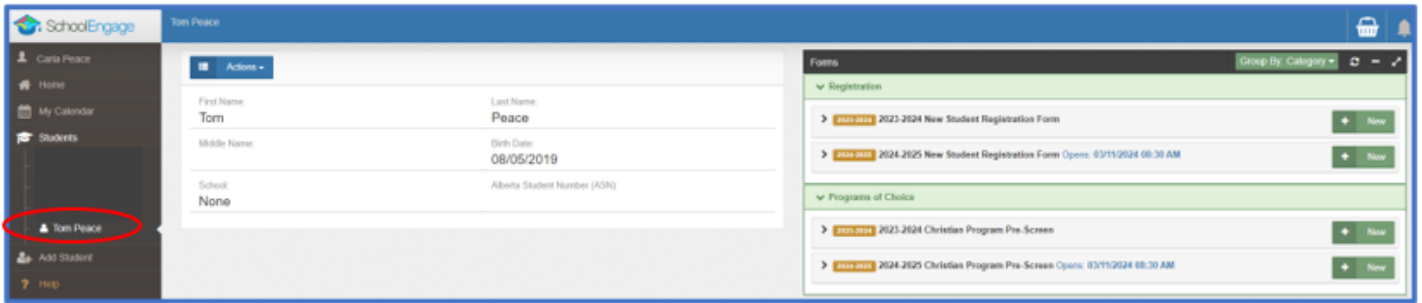 SchoolEngage
Tom Peace
Carla Peace
Home
My Calendar
Students
Tom Peace
Add Student
? Help
Actions
First Name:
Tom
Last Name:
Peace
Middle Name:
Birth Date:
08/05/2019
School:
None
Alberta Student Number (ASN):
Forms
Group By: Category
Registration
2023-2024 2023-2024 New Student Registration Form
+ New
2024-2025 2024-2025 New Student Registration Form Opens: 03/11/2024 08:30 AM
+ New
Programs of Choice
2023-2024 2023-2024 Christian Program Pre-Screen
+ New
2024-2025 2024-2025 Christian Program Pre-Screen Opens: 03/11/2024 08:30 AM
+ New